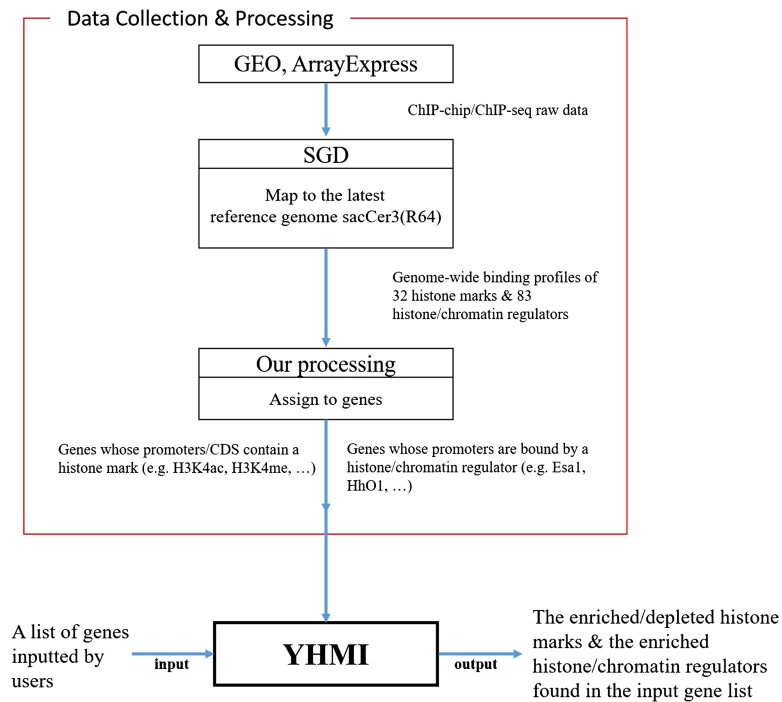 Data Collection & Processing
GEO, ArrayExpress
ChIP-chip/ChIP-seq raw data
SGD
Map to the latest
reference genome sacCer3(R64)
Genome-wide binding profiles of
32 histone marks & 83
histone/chromatin regulators
Our processing
Assign to genes
Genes whose promoters/CDS contain a
histone mark (e.g. H3K4ac, H3K4me, …)
Genes whose promoters are bound by a
histone/chromatin regulator (e.g. Esa1,
HhO1, …)
A list of genes
inputted by
users
input
YHMI
output
The enriched/depleted histone
marks & the enriched
histone/chromatin regulators
found in the input gene list